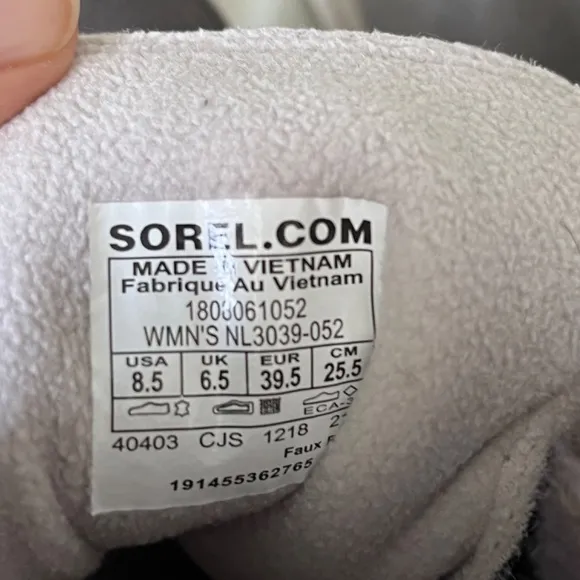 SOREL.COM
MADE IN VIETNAM
Fabrique Au Vietnam
1808061052
WMN'S NL3039-052
USA UK EUR CM
8.5 6.5 39.5 25.5
40403 CJS 1218
Faux
191455362765